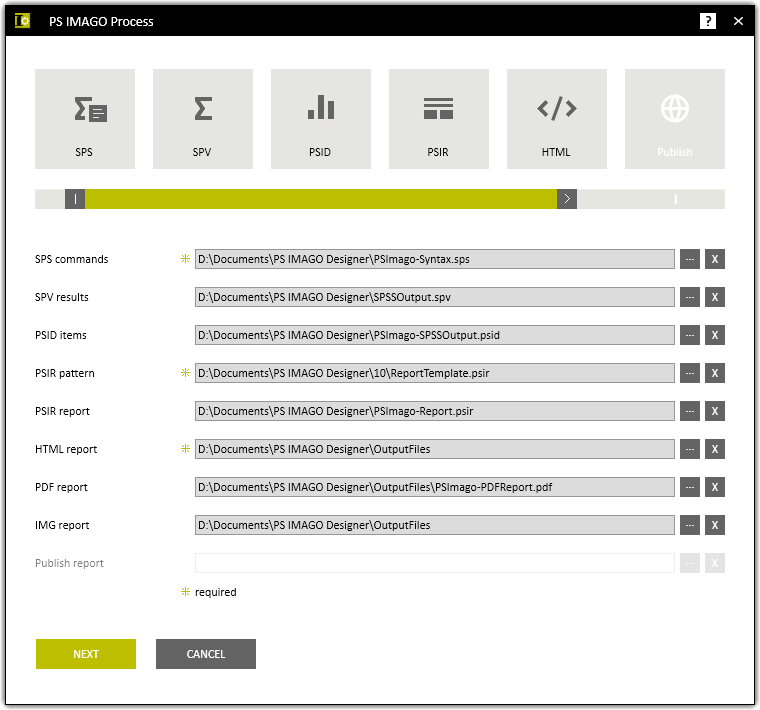 PS IMAGO Process ? ×
SPS SPV PSID PSIR HTML Publish
SPS commands D:\Documents\PS IMAGO Designer\PSImago-Syntax.sps ... X
SPV results D:\Documents\PS IMAGO Designer\SPSSOutput.spv ... X
PSID items D:\Documents\PS IMAGO Designer\PSImago-SPSSOutput.psid ... X
PSIR pattern D:\Documents\PS IMAGO Designer\10\ReportTemplate.psir ... X
PSIR report D:\Documents\PS IMAGO Designer\PSImago-Report.psir ... X
HTML report D:\Documents\PS IMAGO Designer\OutputFiles ... X
PDF report D:\Documents\PS IMAGO Designer\OutputFiles\PSImago-PDFReport.pdf ... X
IMG report D:\Documents\PS IMAGO Designer\OutputFiles ... X
Publish report ... X
required
NEXT CANCEL